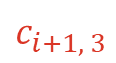 c_{i+1, 3}